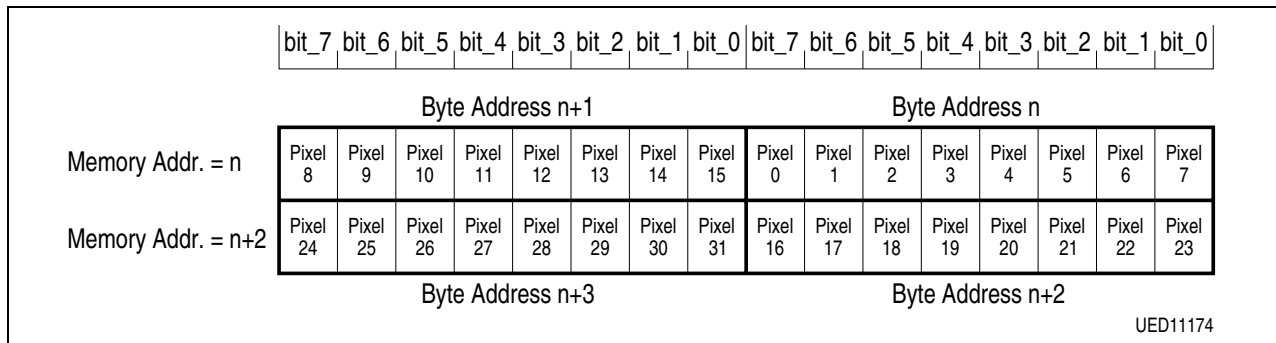 bit_7 bit_6 bit_5 bit_4 bit_3 bit_2 bit_1 bit_0 bit_7 bit_6 bit_5 bit_4 bit_3 bit_2 bit_1 bit_0
Byte Address n+1 Byte Address n
Memory Addr. = n Pixel 8 Pixel 9 Pixel 10 Pixel 11 Pixel 12 Pixel 13 Pixel 14 Pixel 15 Pixel 0 Pixel 1 Pixel 2 Pixel 3 Pixel 4 Pixel 5 Pixel 6 Pixel 7
Memory Addr. = n+2 Pixel 24 Pixel 25 Pixel 26 Pixel 27 Pixel 28 Pixel 29 Pixel 30 Pixel 31 Pixel 16 Pixel 17 Pixel 18 Pixel 19 Pixel 20 Pixel 21 Pixel 22 Pixel 23
Byte Address n+3 Byte Address n+2
UED11174